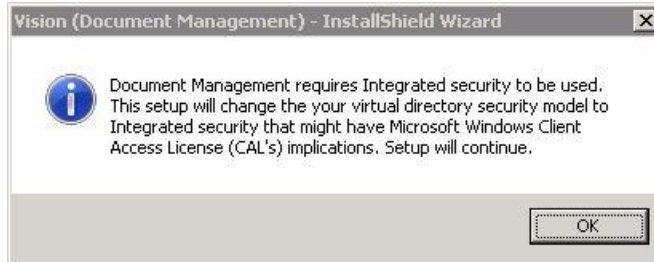 Vision (Document Management) - InstallShield Wizard
Document Management requires Integrated security to be used.
This setup will change the your virtual directory security model to
Integrated security that might have Microsoft Windows Client
Access License (CAL's) implications. Setup will continue.
OK